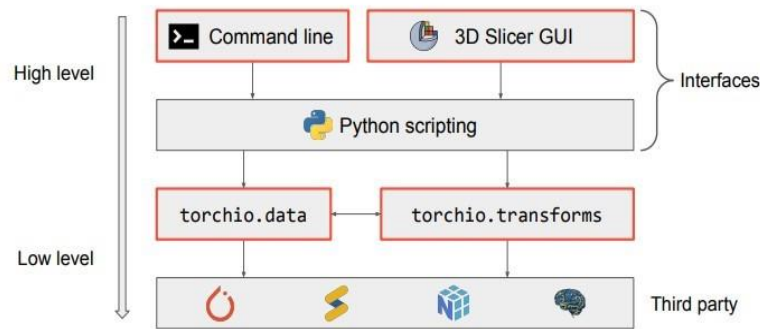 Command line
3D Slicer GUI
High level
Interfaces
Python scripting
torchio.data
torchio.transforms
Low level
Third party